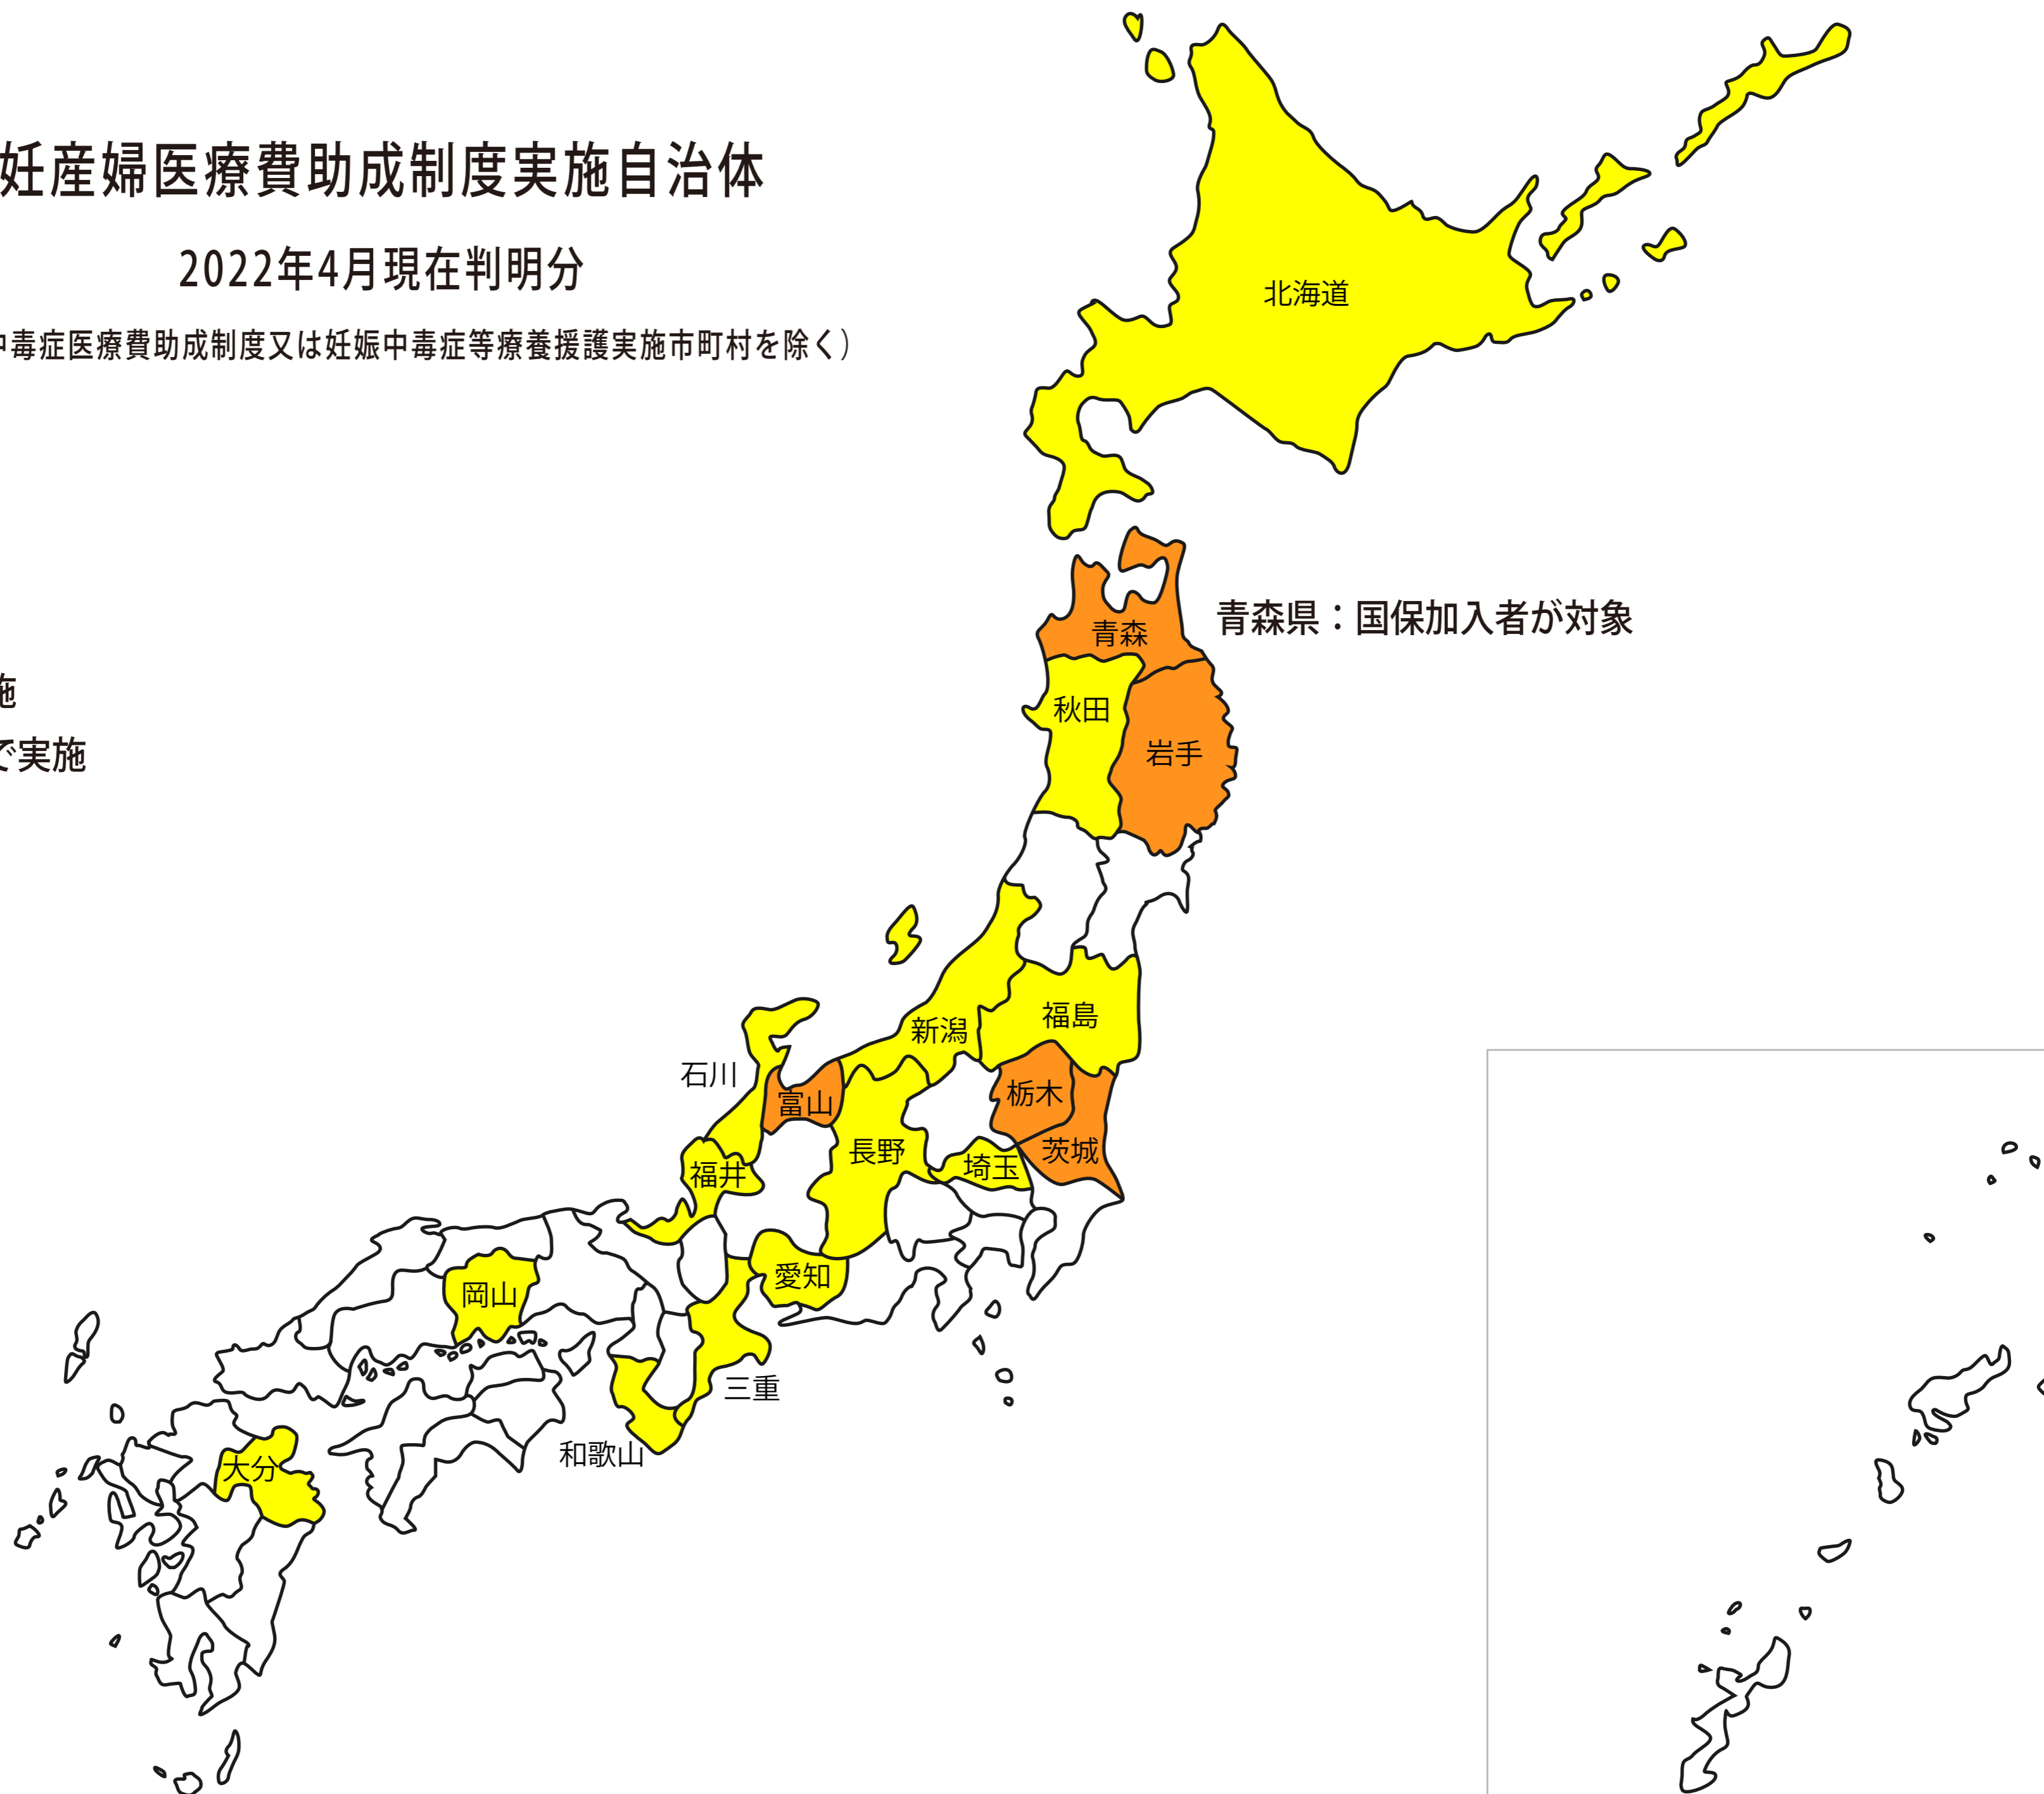 妊産婦医療費助成制度実施自治体
2022年4月現在判明分
中毒症医療費助成制度又は妊娠中毒症等療養援護実施市町村を除く）
北海道
青森
青森県：国保加入者が対象
施
で実施
秋田
岩手
新潟
福島
石川
富山
栃木
長野
茨城
福井
埼玉
愛知
岡山
三重
和歌山
大分